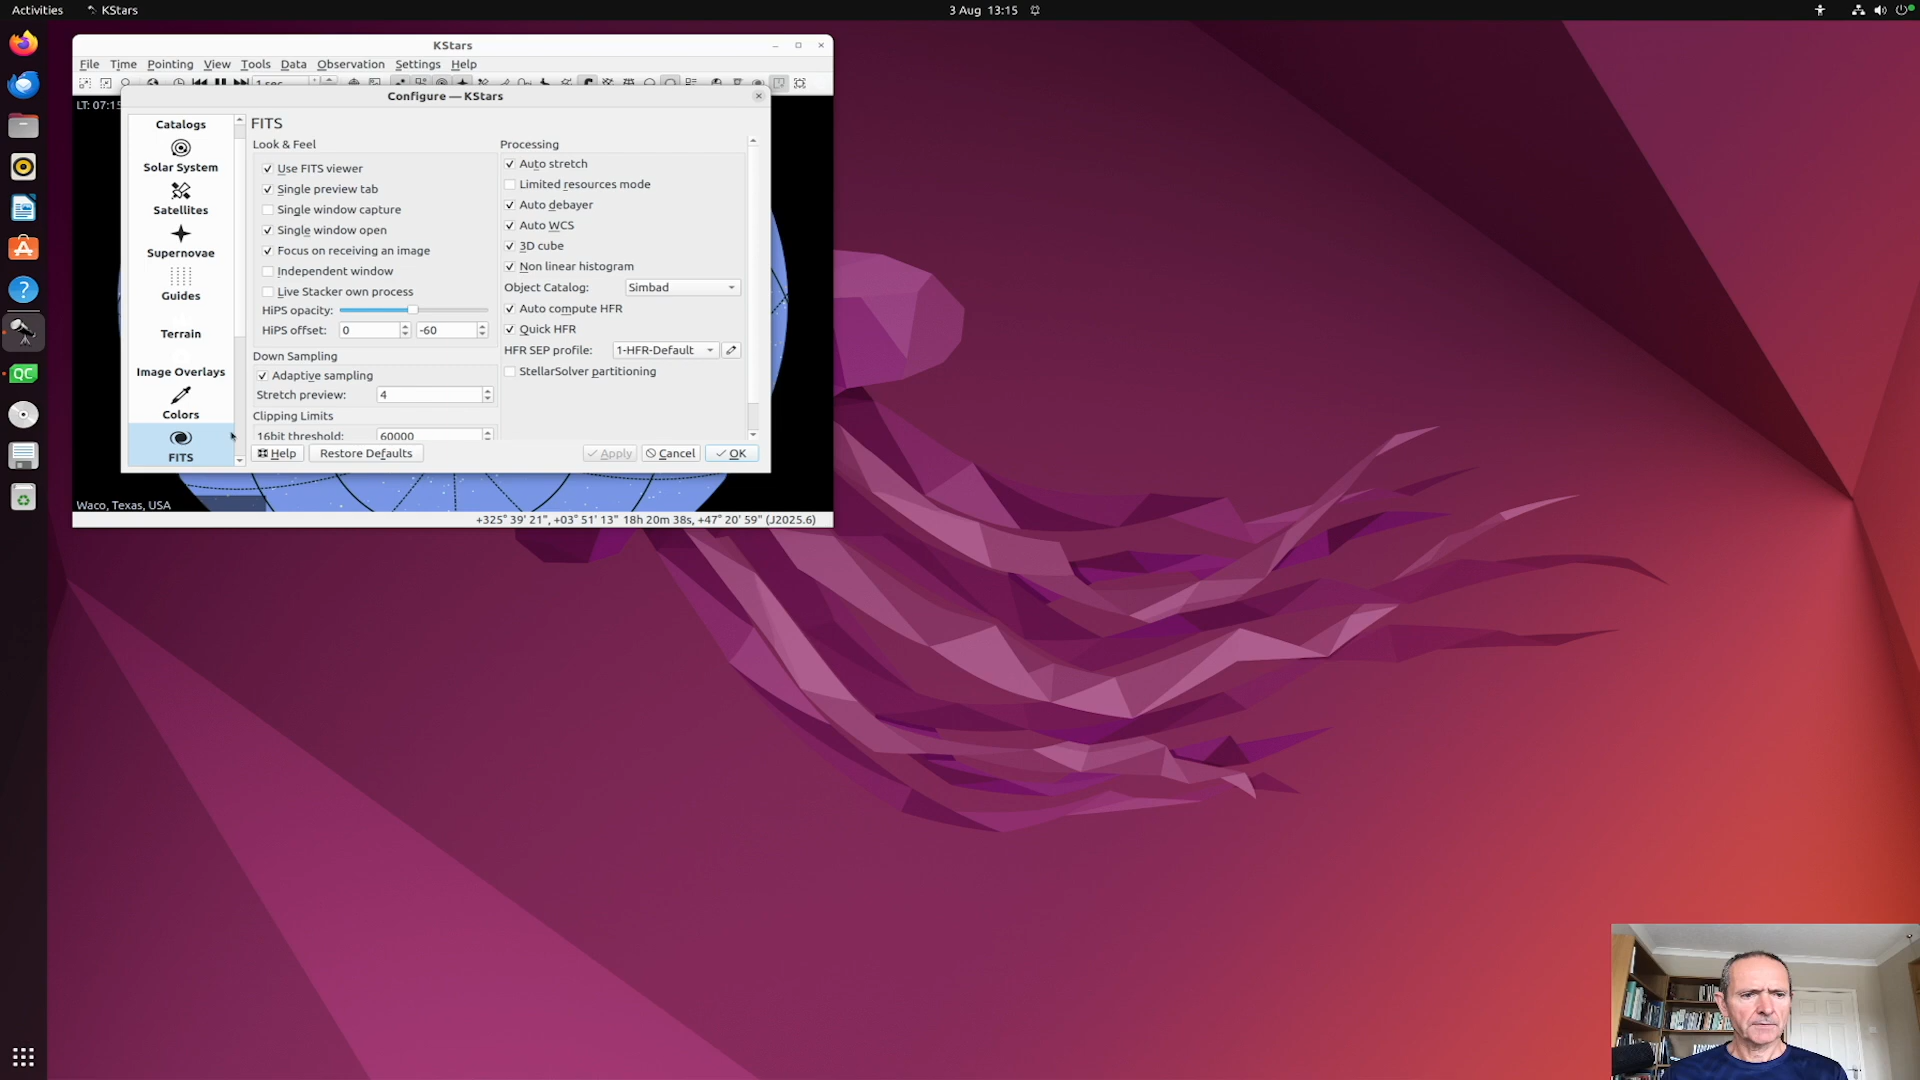 Activities
KStars
3 Aug 13:15
KStars
File Time Pointing View Tools Data Observation Settings Help
1 sec
LT: 07:15
Configure — KStars
Catalogs
Solar System
Satellites
Supernovae
Guides
Terrain
Image Overlays
Colors
FITS
FITS
Look & Feel
Use FITS viewer
Single preview tab
Single window capture
Single window open
Focus on receiving an image
Independent window
Live Stacker own process
HiPS opacity:
HiPS offset: 0 -60
Down Sampling
Adaptive sampling
Stretch preview: 4
Clipping Limits
16bit threshold: 60000
Processing
Auto stretch
Limited resources mode
Auto debayer
Auto WCS
3D cube
Non linear histogram
Object Catalog: Simbad
Auto compute HFR
Quick HFR
HFR SEP profile: 1-HFR-Default
StellarSolver partitioning
Help
Restore Defaults
Apply
Cancel
OK
Waco, Texas, USA
+325° 39' 21", +03° 51' 13" 18h 20m 38s, +47° 20' 59" (J2025.6)
QC